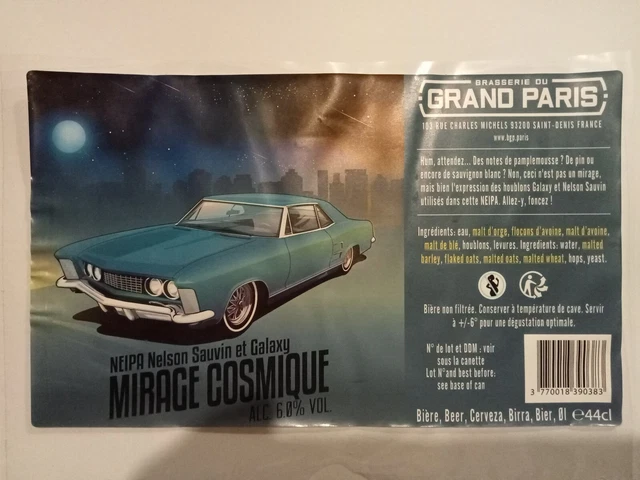 BRASSERIE DU
GRAND PARIS
153 RUE CHARLES MICHELS 93200 SAINT-DENIS FRANCE
www.bgp.paris
Hum, attendez... Des notes de pamplemousse ? De pin ou
encore de sauvignon blanc ? Non, ceci n'est pas un mirage,
mais bien l'expression des houblons Galaxy et Nelson Sauvin
utilisés dans cette NEIPA. Allez-y, foncez !
Ingrédients: eau, malt d'orge, flocons d'avoine, malt d'avoine,
malt de blé, houblons, levures. Ingredients: water, malted
barley, flaked oats, malted oats, malted wheat, hops, yeast.
Bière non filtrée. Conserver à température de cave. Servir
à +/-6° pour une dégustation optimale.
N° de lot et DDM : voir
sous la canette
Lot N°and best before:
see base of can
3 770018 390383
Bière, Beer, Cerveza, Birra, Bier, Øl ℮44cl
NEIPA Nelson Sauvin et Galaxy
MIRAGE COSMIQUE
ALC. 6.0% VOL.